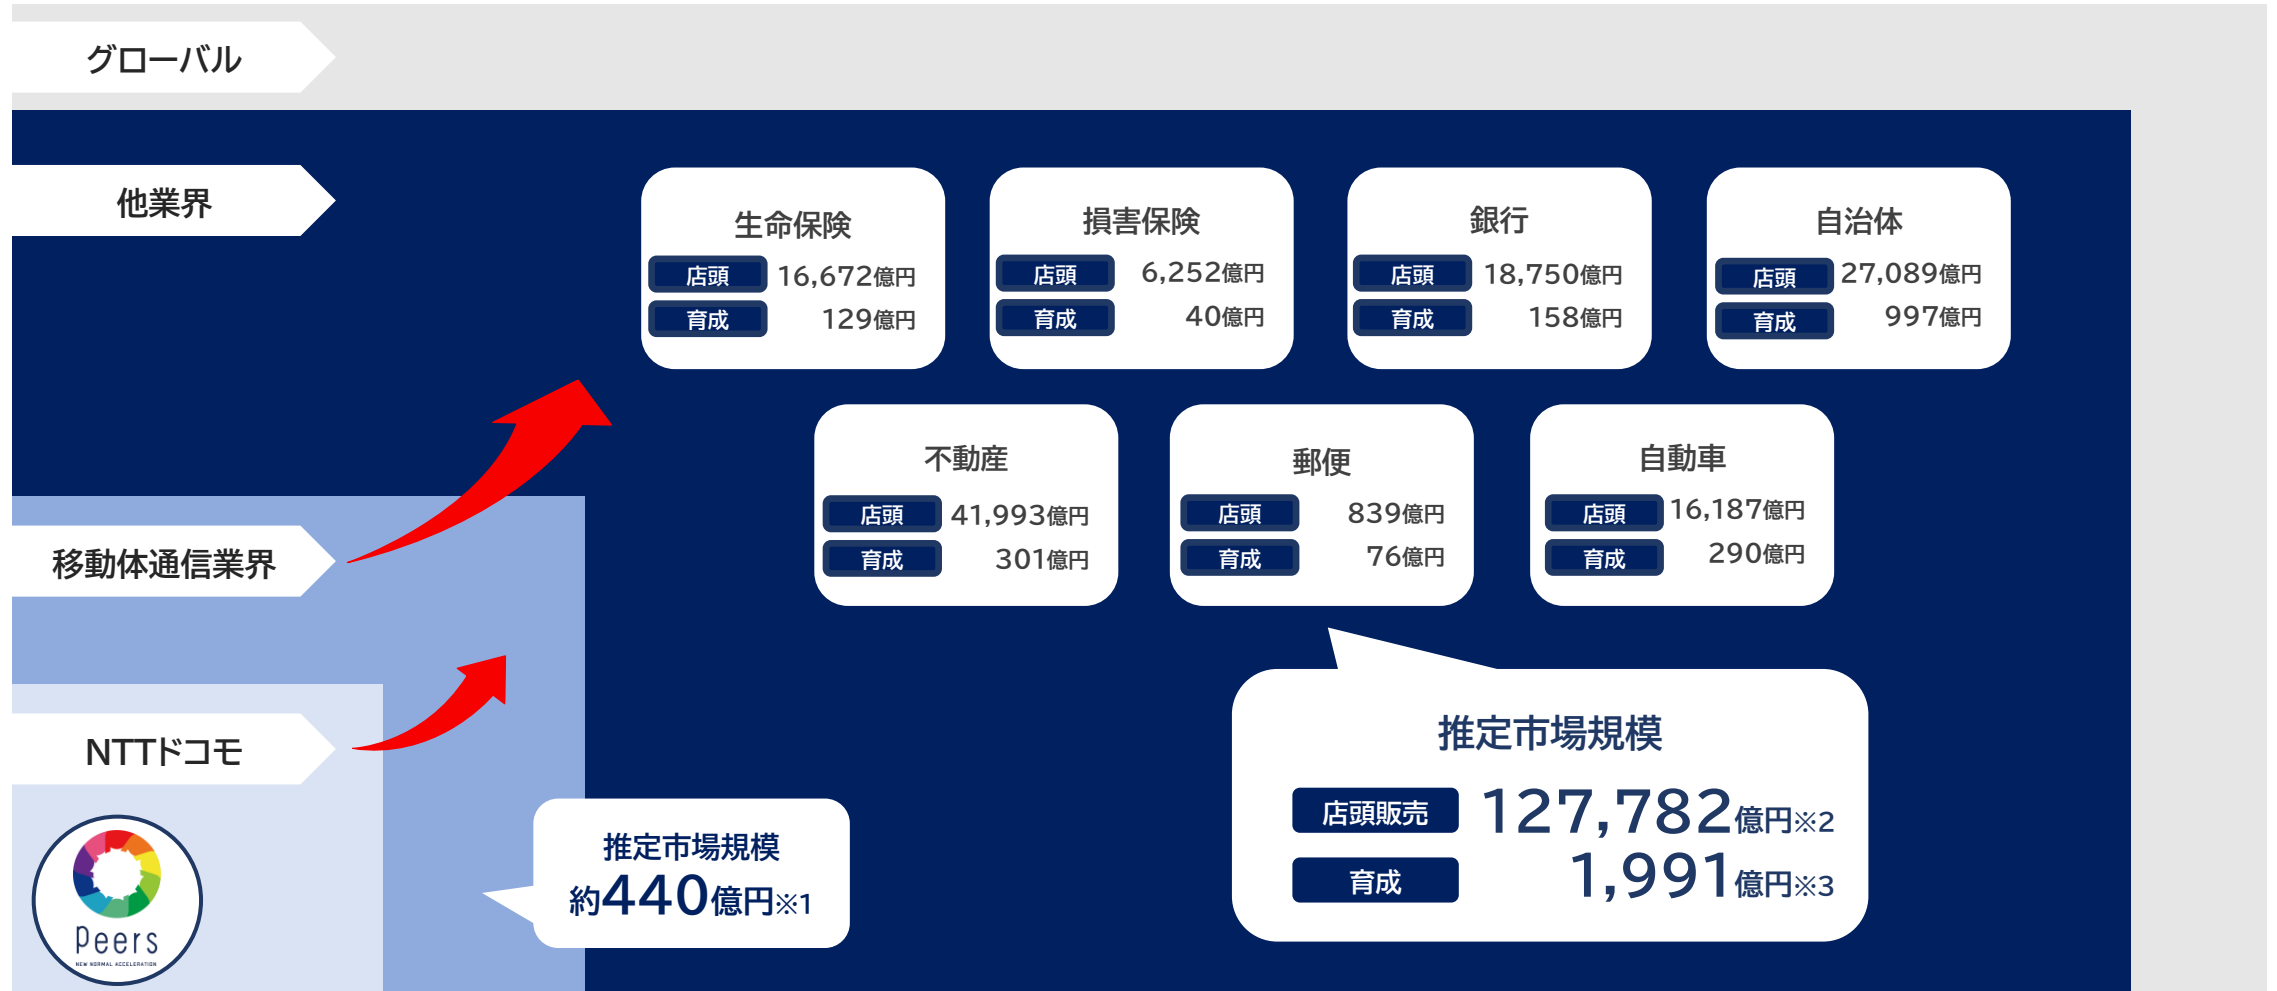 グローバル
他業界
生命保険
店頭 16,672億円
育成 129億円
損害保険
店頭 6,252億円
育成 40億円
銀行
店頭 18,750億円
育成 158億円
自治体
店頭 27,089億円
育成 997億円
不動産
店頭 41,993億円
育成 301億円
郵便
店頭 839億円
育成 76億円
自動車
店頭 16,187億円
育成 290億円
移動体通信業界
NTTドコモ
推定市場規模
店頭販売 127,782億円※2
育成 1,991億円※3
推定市場規模
約440億円※1
Peers
NEW NORMAL ACCELERATION